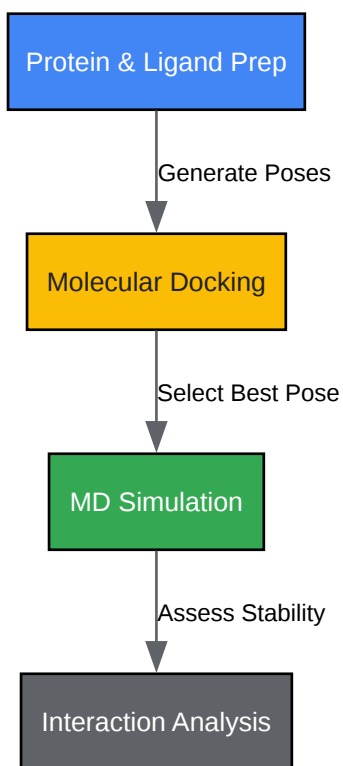 Protein & Ligand Prep
Generate Poses
Molecular Docking
Select Best Pose
MD Simulation
Assess Stability
Interaction Analysis